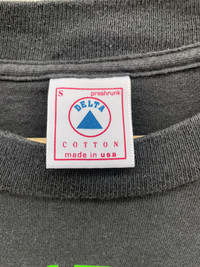 S preshrunk
DELTA
COTTON
made in usa